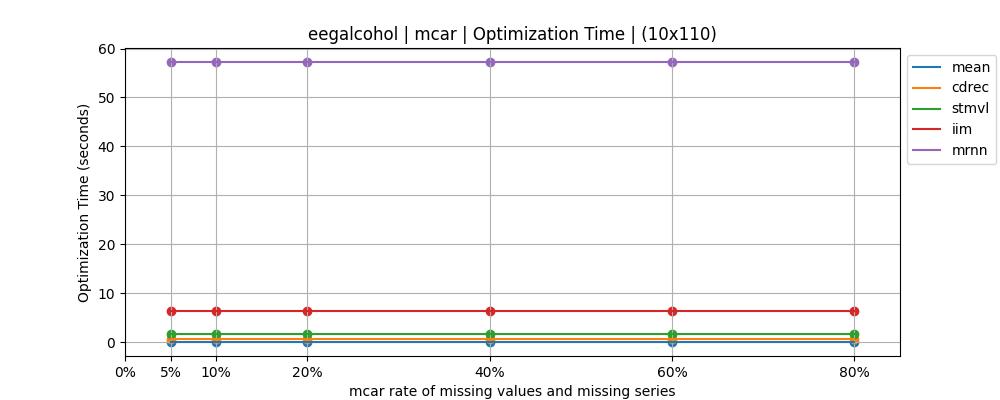 eegalcohol | mcar | Optimization Time | (10x110)
60
50
40
30
20
10
0
Optimization Time (seconds)
0% 5% 10% 20% 40% 60% 80%
mcar rate of missing values and missing series
mean
cdrec
stmvl
iim
mrnn